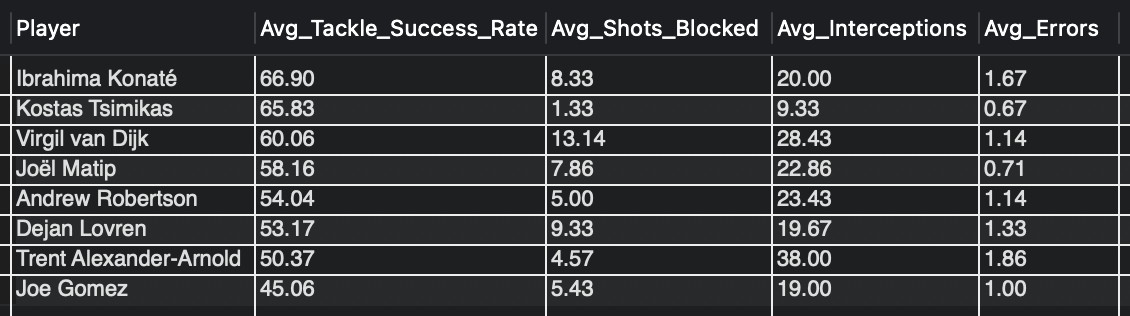 Player Avg_Tackle_Success_Rate Avg_Shots_Blocked Avg_Interceptions Avg_Errors
Ibrahima Konaté 66.90 8.33 20.00 1.67
Kostas Tsimikas 65.83 1.33 9.33 0.67
Virgil van Dijk 60.06 13.14 28.43 1.14
Joël Matip 58.16 7.86 22.86 0.71
Andrew Robertson 54.04 5.00 23.43 1.14
Dejan Lovren 53.17 9.33 19.67 1.33
Trent Alexander-Arnold 50.37 4.57 38.00 1.86
Joe Gomez 45.06 5.43 19.00 1.00